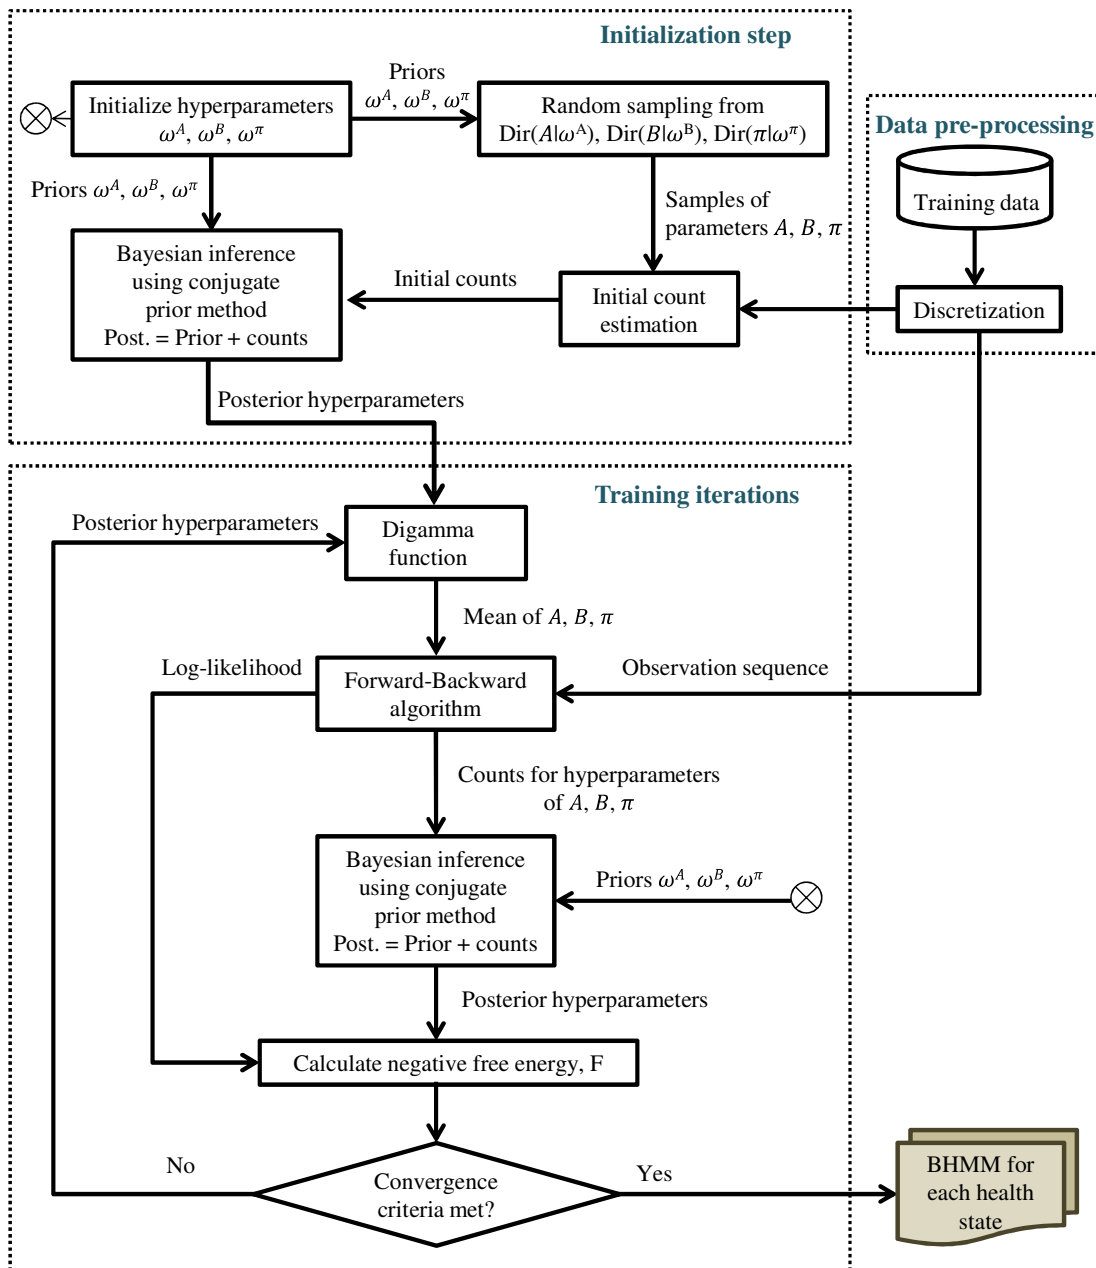 Initialization step
Priors
ω^A, ω^B, ω^π
Initialize hyperparameters
ω^A, ω^B, ω^π
Random sampling from
Dir(A|ω^A), Dir(B|ω^B), Dir(π|ω^π)
Data pre-processing
Training data
Priors ω^A, ω^B, ω^π
Samples of
parameters A, B, π
Bayesian inference
using conjugate
prior method
Post. = Prior + counts
Initial counts
Initial count
estimation
Discretization
Posterior hyperparameters
Training iterations
Posterior hyperparameters
Digamma
function
Mean of A, B, π
Log-likelihood
Forward-Backward
algorithm
Observation sequence
Counts for hyperparameters
of A, B, π
Bayesian inference
using conjugate
prior method
Post. = Prior + counts
Priors ω^A, ω^B, ω^π
Posterior hyperparameters
Calculate negative free energy, F
No
Convergence
criteria met?
Yes
BHMM for
each health
state